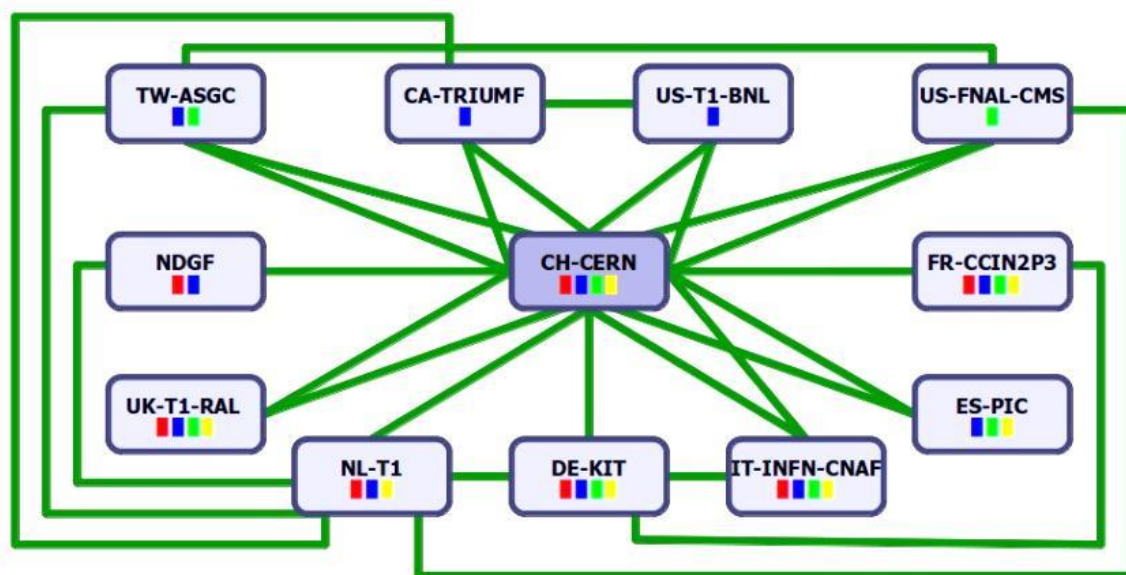 TW-ASGC
CA-TRIUMF
US-T1-BNL
US-FNAL-CMS
NDGF
CH-CERN
FR-CCIN2P3
UK-T1-RAL
ES-PIC
NL-T1
DE-KIT
IT-INFN-CNAF